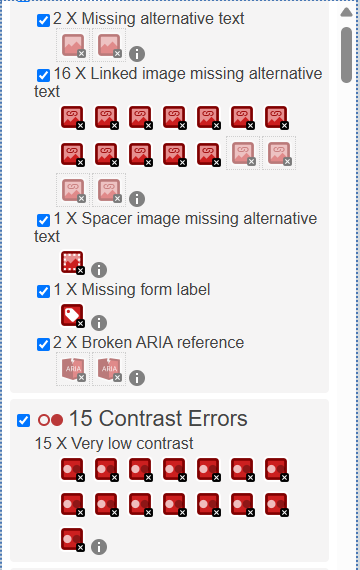 2 X Missing alternative text
16 X Linked image missing alternative
text
1 X Spacer image missing alternative
text
1 X Missing form label
2 X Broken ARIA reference
ARIA ARIA
15 Contrast Errors
15 X Very low contrast